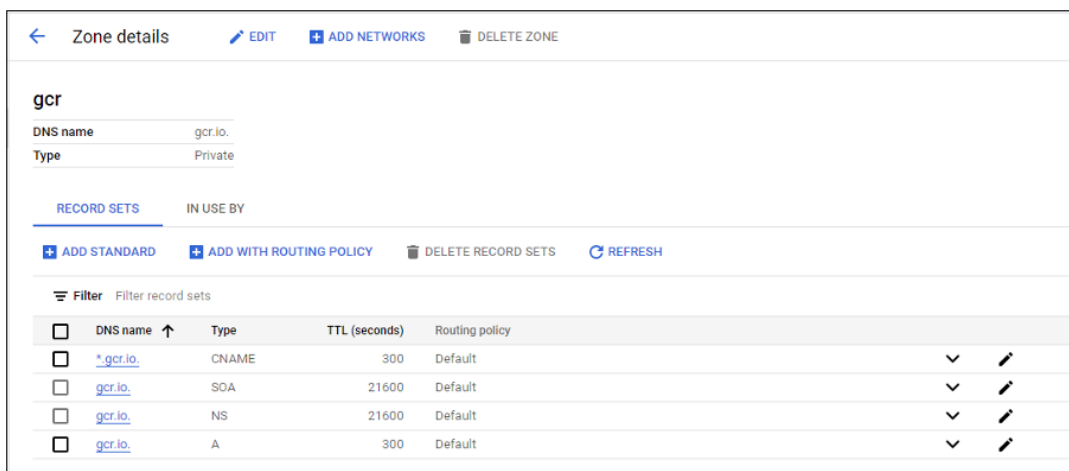 Zone details EDIT ADD NETWORKS DELETE ZONE
gcr
DNS name gcr.io.
Type Private
RECORD SETS IN USE BY
ADD STANDARD ADD WITH ROUTING POLICY DELETE RECORD SETS REFRESH
Filter Filter record sets
DNS name Type TTL (seconds) Routing policy
*.gcr.io. CNAME 300 Default
gcr.io. SOA 21600 Default
gcr.io. NS 21600 Default
gcr.io. A 300 Default